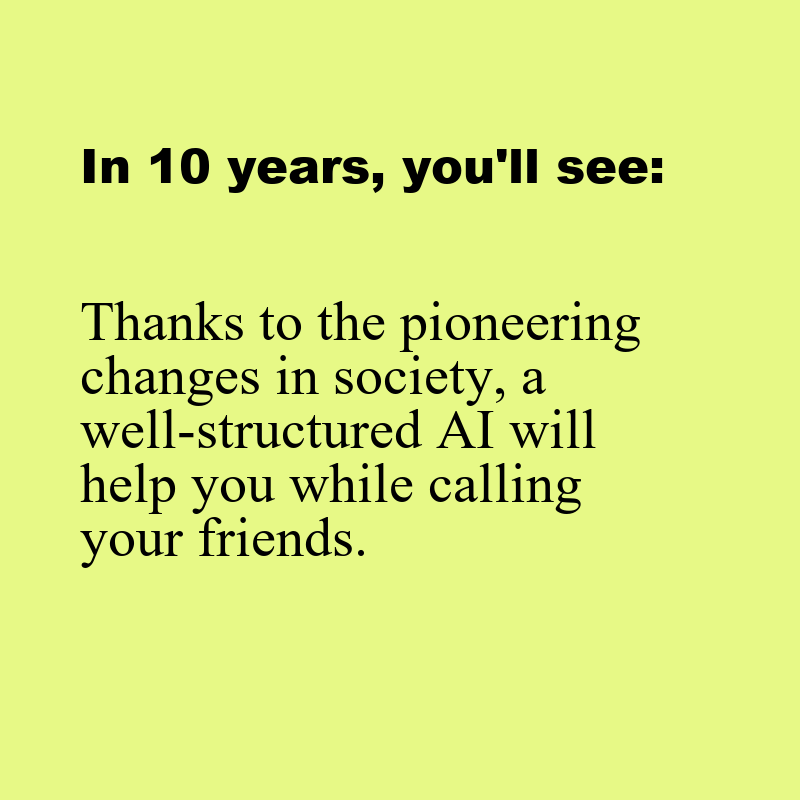 In 10 years, you'll see:
Thanks to the pioneering
changes in society, a
well-structured AI will
help you while calling
your friends.